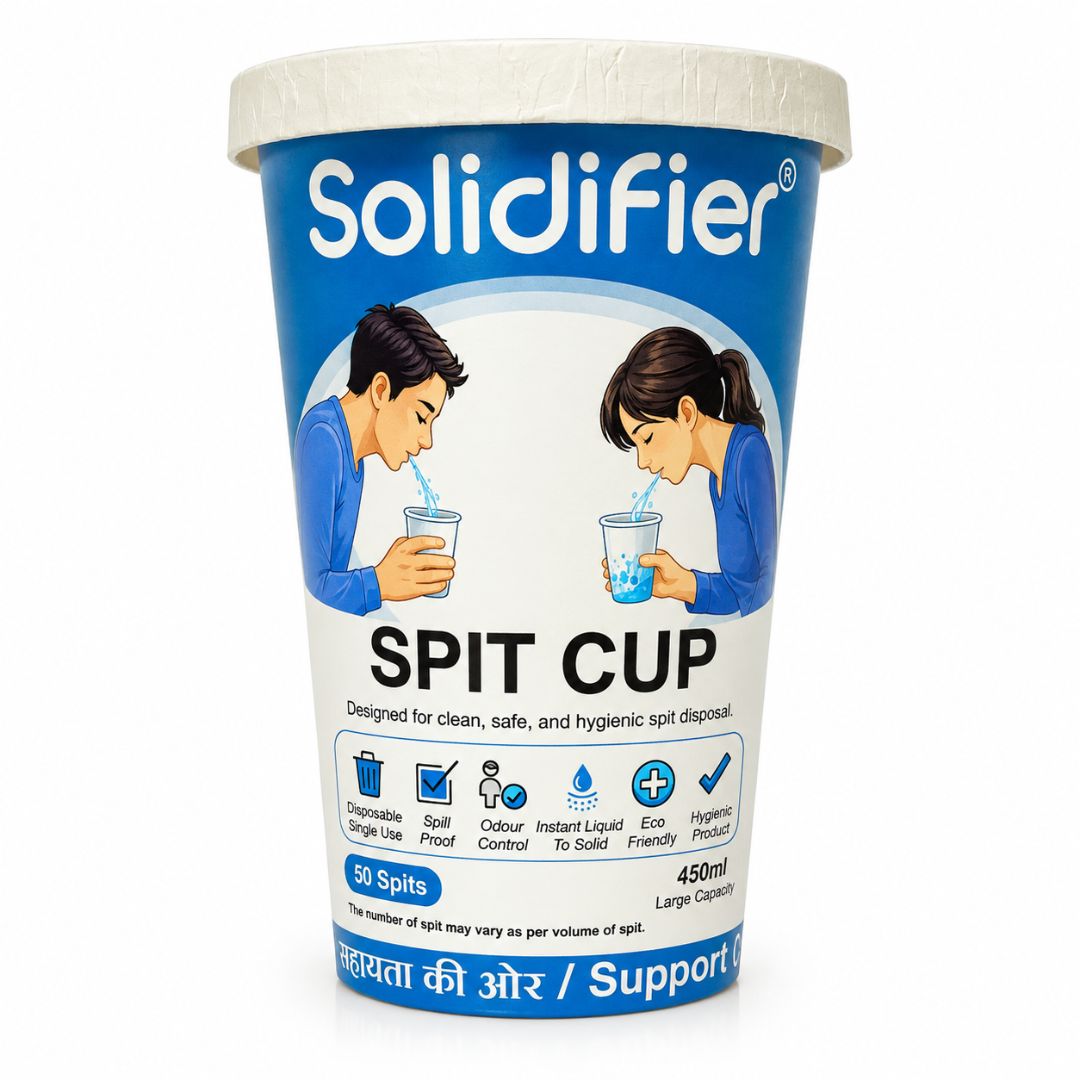 Solidifier®
SPIT CUP
Designed for clean, safe, and hygienic spit disposal.
Disposable
Single Use
Spill
Proof
Odour
Control
Instant Liquid
To Solid
Eco
Friendly
Hygienic
Product
50 Spits
450ml
Large Capacity
The number of spit may vary as per volume of spit.
सहायता की ओर / Support